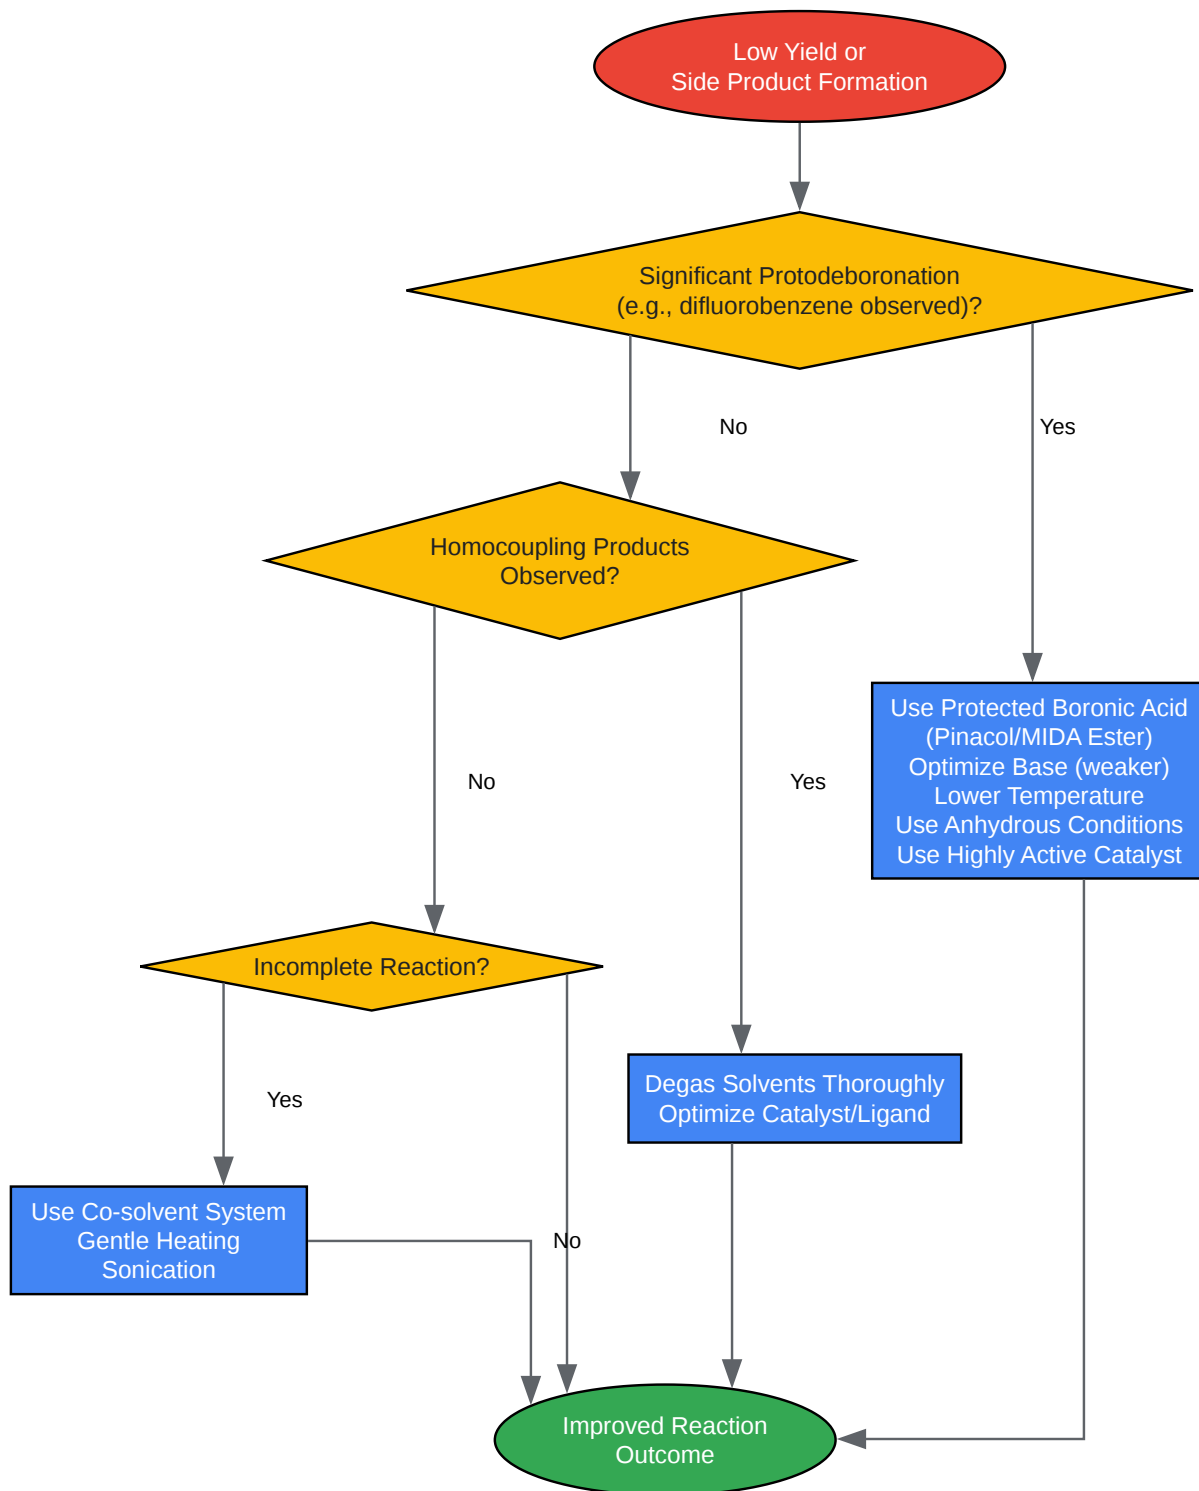 Low Yield or
Side Product Formation
Significant Protodeboronation
(e.g., difluorobenzene observed)?
No
Yes
Homocoupling Products
Observed?
Use Protected Boronic Acid
(Pinacol/MIDA Ester)
Optimize Base (weaker)
Lower Temperature
Use Anhydrous Conditions
Use Highly Active Catalyst
No
Yes
Incomplete Reaction?
Degas Solvents Thoroughly
Optimize Catalyst/Ligand
Yes
Use Co-solvent System
Gentle Heating
Sonication
No
Improved Reaction
Outcome